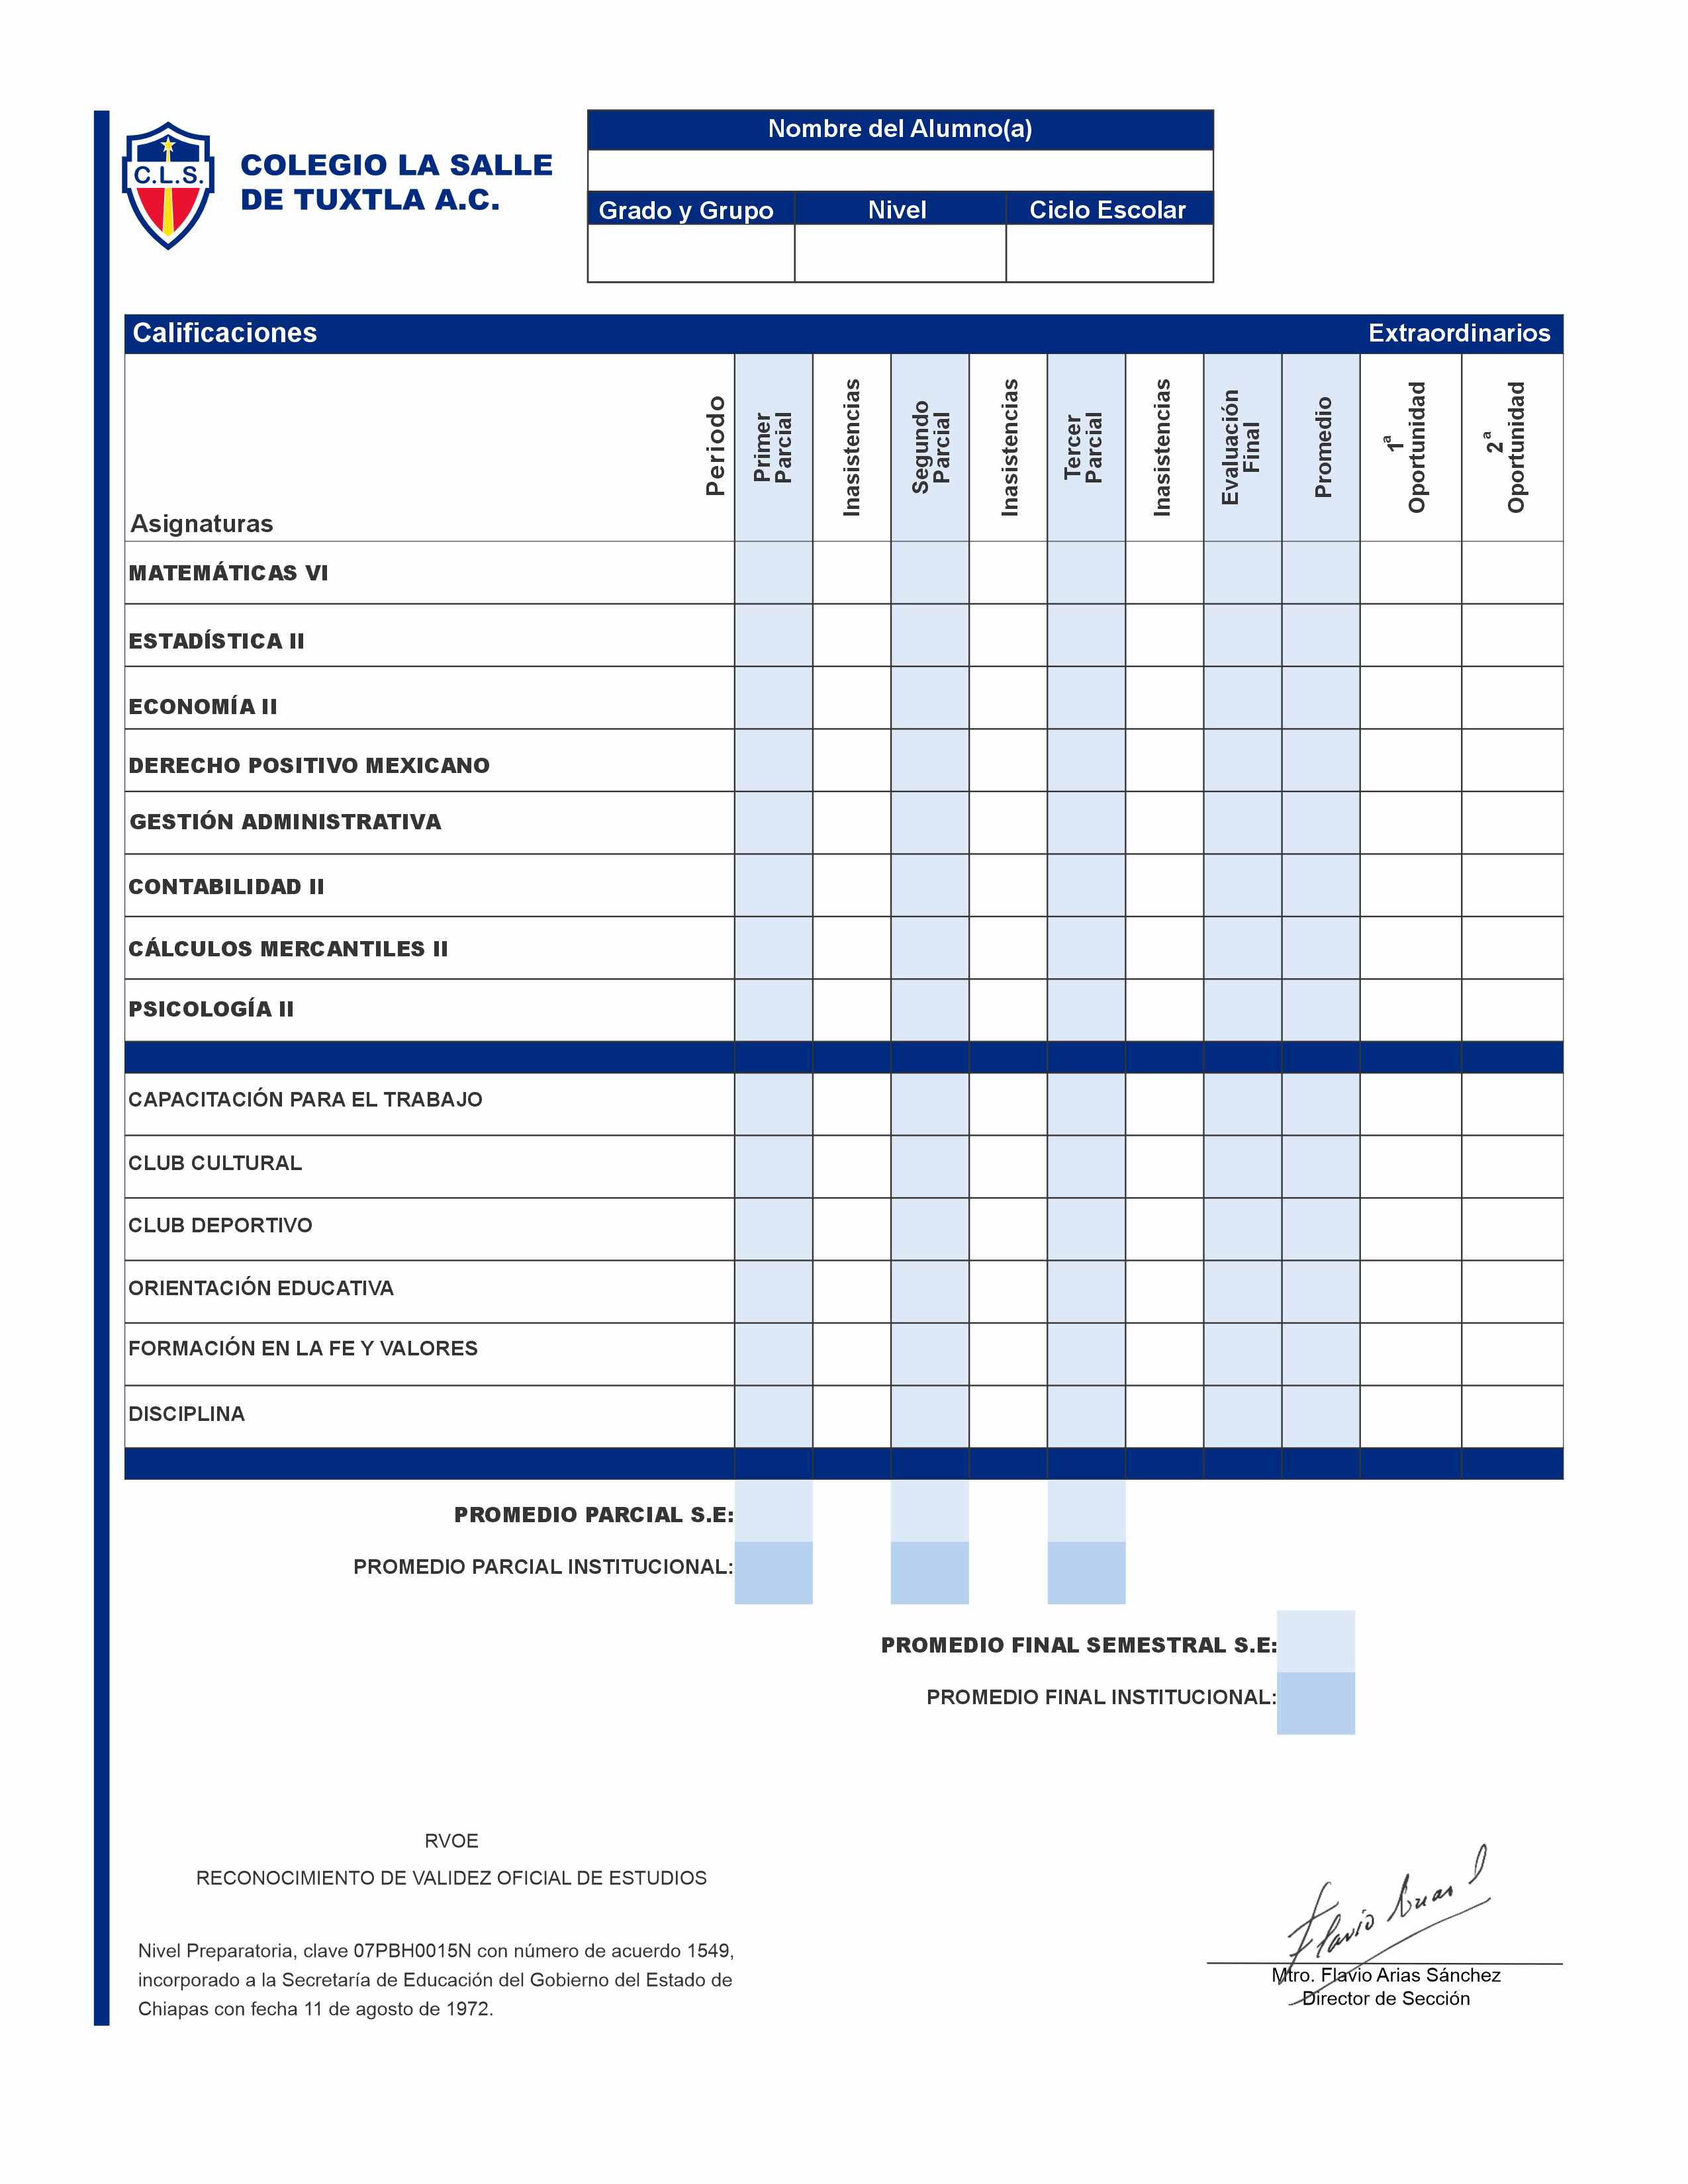 C.L.S.
COLEGIO LA SALLE
DE TUXTLA A.C.
Nombre del Alumno(a)
Grado y Grupo Nivel Ciclo Escolar
Calificaciones Extraordinarios
Periodo
Primer
Parcial
Inasistencias
Segundo
Parcial
Inasistencias
Tercer
Parcial
Inasistencias
Evaluación
Final
Promedio
1ª
Oportunidad
2ª
Oportunidad
Asignaturas
MATEMÁTICAS VI
ESTADÍSTICA II
ECONOMÍA II
DERECHO POSITIVO MEXICANO
GESTIÓN ADMINISTRATIVA
CONTABILIDAD II
CÁLCULOS MERCANTILES II
PSICOLOGÍA II
CAPACITACIÓN PARA EL TRABAJO
CLUB CULTURAL
CLUB DEPORTIVO
ORIENTACIÓN EDUCATIVA
FORMACIÓN EN LA FE Y VALORES
DISCIPLINA
PROMEDIO PARCIAL S.E:
PROMEDIO PARCIAL INSTITUCIONAL:
PROMEDIO FINAL SEMESTRAL S.E:
PROMEDIO FINAL INSTITUCIONAL:
RVOE
RECONOCIMIENTO DE VALIDEZ OFICIAL DE ESTUDIOS
Nivel Preparatoria, clave 07PBH0015N con número de acuerdo 1549,
incorporado a la Secretaría de Educación del Gobierno del Estado de
Chiapas con fecha 11 de agosto de 1972.
Flavio Arias S
Mtro. Flavio Arias Sánchez
Director de Sección